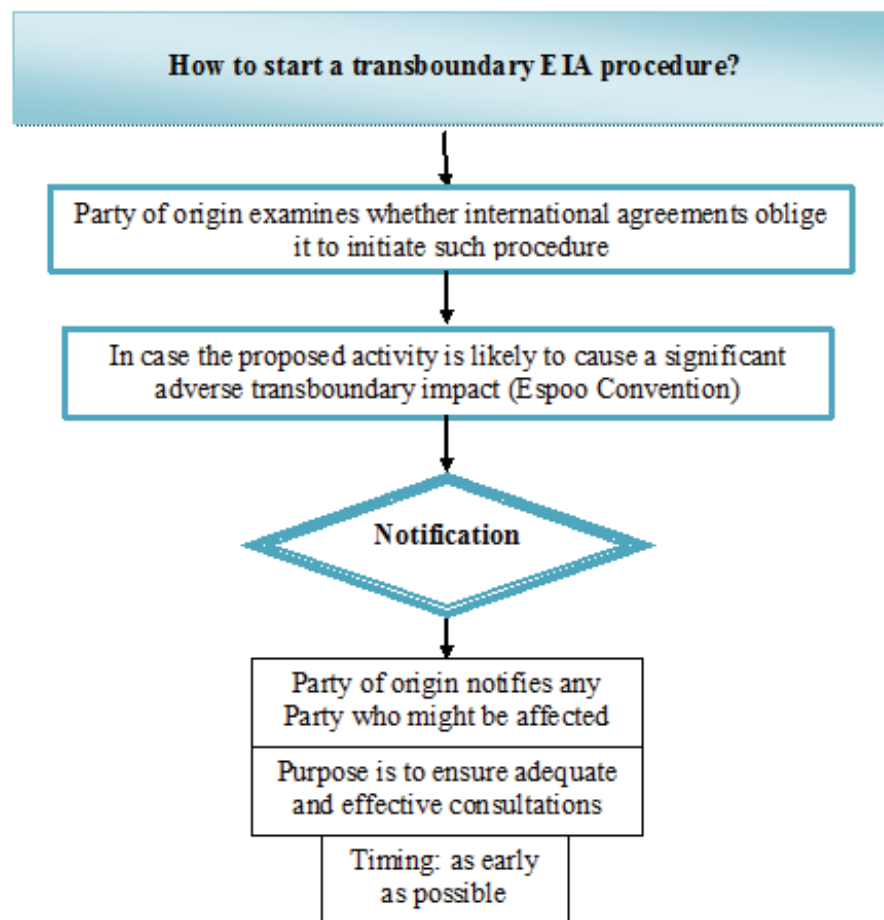 How to start a transboundary EIA procedure?
Party of origin examines whether international agreements oblige
it to initiate such procedure
In case the proposed activity is likely to cause a significant
adverse transboundary impact (Espoo Convention)
Notification
Party of origin notifies any
Party who might be affected
Purpose is to ensure adequate
and effective consultations
Timing: as early
as possible